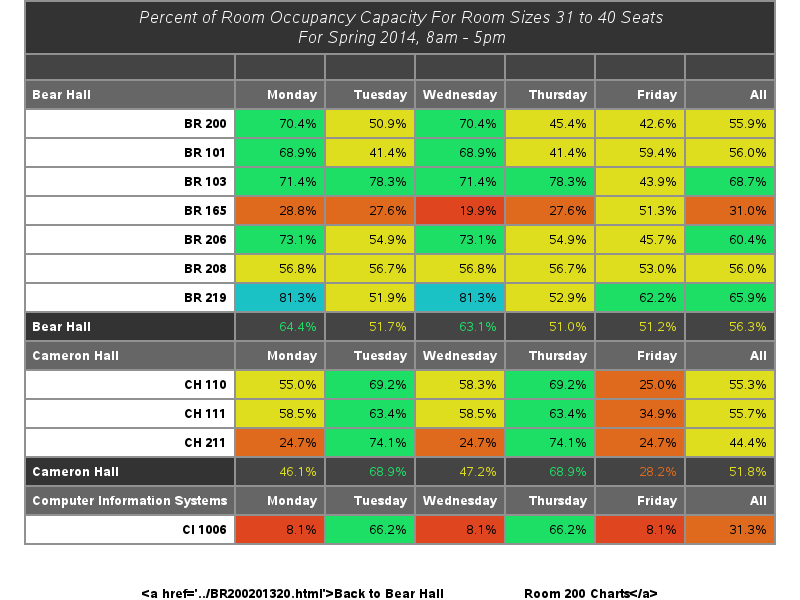 Percent of Room Occupancy Capacity For Room Sizes 31 to 40 Seats
For Spring 2014, 8am - 5pm
Bear Hall Monday Tuesday Wednesday Thursday Friday All
BR 200 70.4% 50.9% 70.4% 45.4% 42.6% 55.9%
BR 101 68.9% 41.4% 68.9% 41.4% 59.4% 56.0%
BR 103 71.4% 78.3% 71.4% 78.3% 43.9% 68.7%
BR 165 28.8% 27.6% 19.9% 27.6% 51.3% 31.0%
BR 206 73.1% 54.9% 73.1% 54.9% 45.7% 60.4%
BR 208 56.8% 56.7% 56.8% 56.7% 53.0% 56.0%
BR 219 81.3% 51.9% 81.3% 52.9% 62.2% 65.9%
Bear Hall 64.4% 51.7% 63.1% 51.0% 51.2% 56.3%
Cameron Hall Monday Tuesday Wednesday Thursday Friday All
CH 110 55.0% 69.2% 58.3% 69.2% 25.0% 55.3%
CH 111 58.5% 63.4% 58.5% 63.4% 34.9% 55.7%
CH 211 24.7% 74.1% 24.7% 74.1% 24.7% 44.4%
Cameron Hall 46.1% 68.9% 47.2% 68.9% 28.2% 51.8%
Computer Information Systems Monday Tuesday Wednesday Thursday Friday All
CI 1006 8.1% 66.2% 8.1% 66.2% 8.1% 31.3%
&lt;a href='../BR200201320.html'&gt;Back to Bear Hall Room 200 Charts&lt;/a&gt;